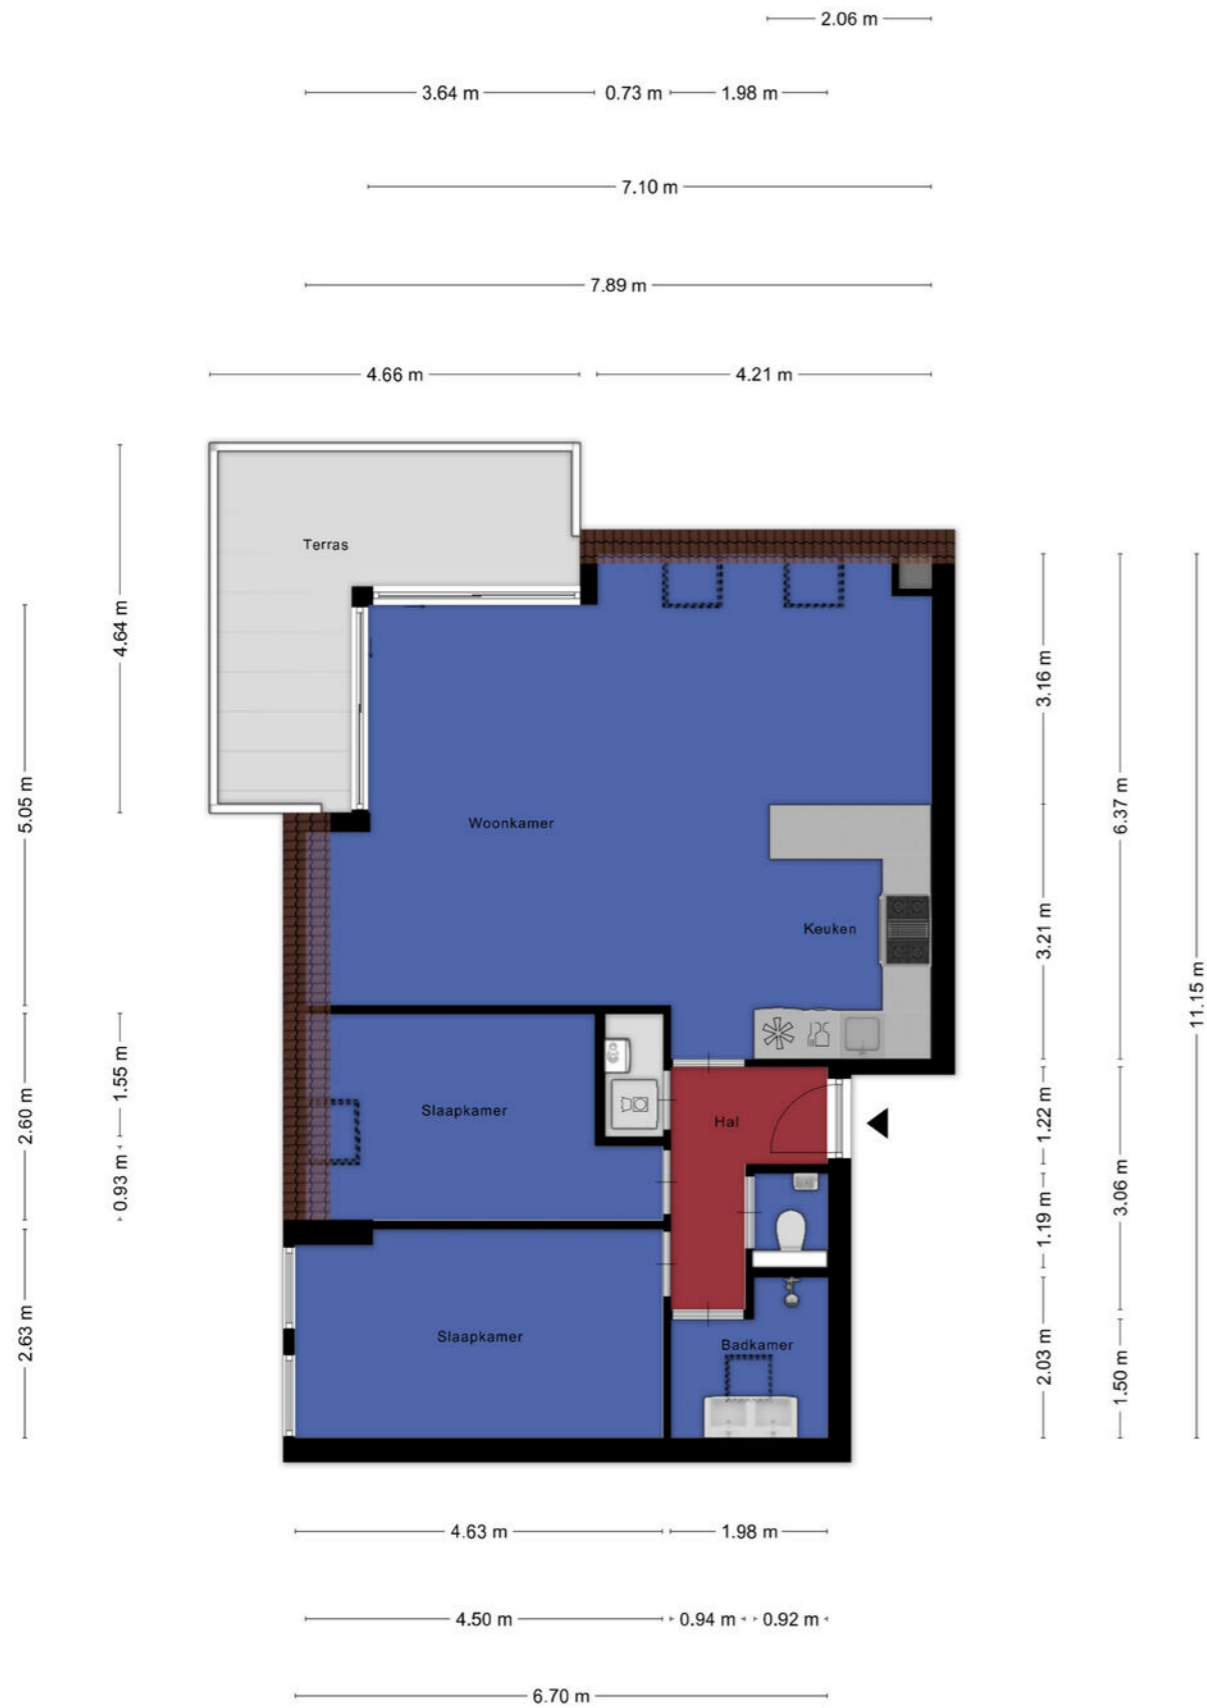 2.06 m
3.64 m 0.73 m 1.98 m
7.10 m
7.89 m
4.66 m 4.21 m
Terras
4.64 m
3.16 m
5.05 m
6.37 m
Woonkamer
Keuken
3.21 m
11.15 m
1.55 m
2.60 m
Slaapkamer
Hal
1.22 m
0.93 m
3.06 m
1.19 m
2.63 m
Slaapkamer
Badkamer
2.03 m
1.50 m
4.63 m 1.98 m
4.50 m 0.94 m 0.92 m
6.70 m